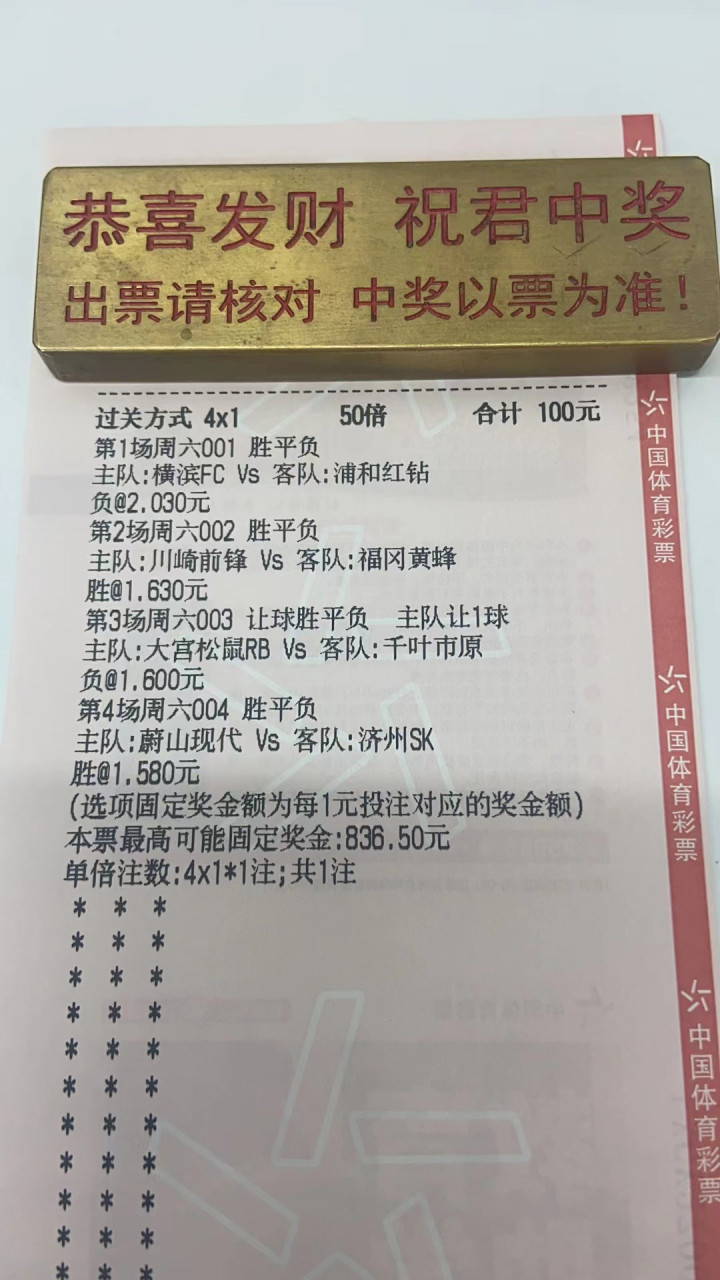 恭喜发财 祝君中奖
出票请核对 中奖以票为准!
过关方式 4x1 50倍 合计 100元
第1场周六001 胜平负
主队:横滨FC Vs 客队:浦和红钻
负@2.030元
第2场周六002 胜平负
主队:川崎前锋 Vs 客队:福冈黄蜂
胜@1.630元
第3场周六003 让球胜平负 主队让1球
主队:大宫松鼠RB Vs 客队:千叶市原
负@1.600元
第4场周六004 胜平负
主队:蔚山现代 Vs 客队:济州SK
胜@1.580元
(选项固定奖金额为每1元投注对应的奖金额)
本票最高可能固定奖金:836.50元
单倍注数:4x1*1注;共1注
* * *
* * *
* * *
* * *
* * *
* * *
* * *
* * *
* * *
* * *
* * *
中国体育彩票
中国体育彩票
中国体育彩票